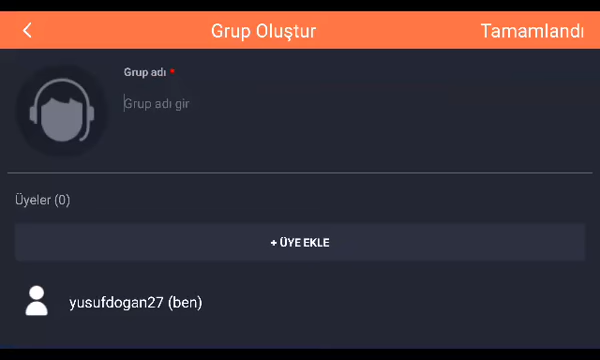 Grup Oluştur
Tamamlandı
Grup adı *
Grup adı gir
Üyeler (0)
+ ÜYE EKLE
yusufdogan27 (ben)